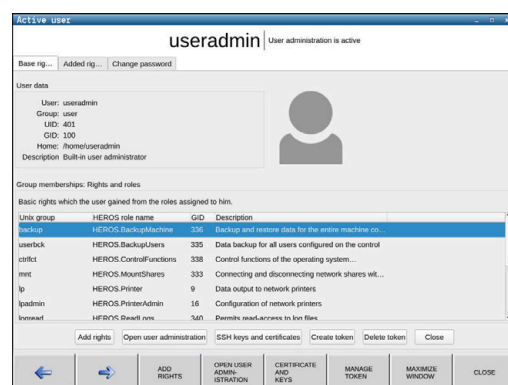 Active user
useradmin User administration is active
Base rig... Added rig... Change password
User data
User: useradmin
Group: user
UID: 401
GID: 100
Home: /home/useradmin
Description Built-in user administrator
Group memberships: Rights and roles
Basic rights which the user gained from the roles assigned to him.
Unix group HEROS role name GID Description
backup HEROS.BackupMachine 336 Backup and restore data for the entire machine co...
userbck HEROS.BackupUsers 335 Data backup for all users configured on the control
ctrlfct HEROS.ControlFunctions 338 Control functions of the operating system...
mnt HEROS.MountShares 333 Connecting and disconnecting network shares wit...
lp HEROS.Printer 9 Data output to network printers
lpadmin HEROS.PrinterAdmin 16 Configuration of network printers
logread HEROS.ReadLogs 340 Permits read-access to log files
Add rights Open user administration SSH keys and certificates Create token Delete token Close
ADD RIGHTS
OPEN USER ADMIN-ISTRATION
CERTIFICATE AND KEYS
MANAGE TOKEN
MAXIMIZE WINDOW
CLOSE